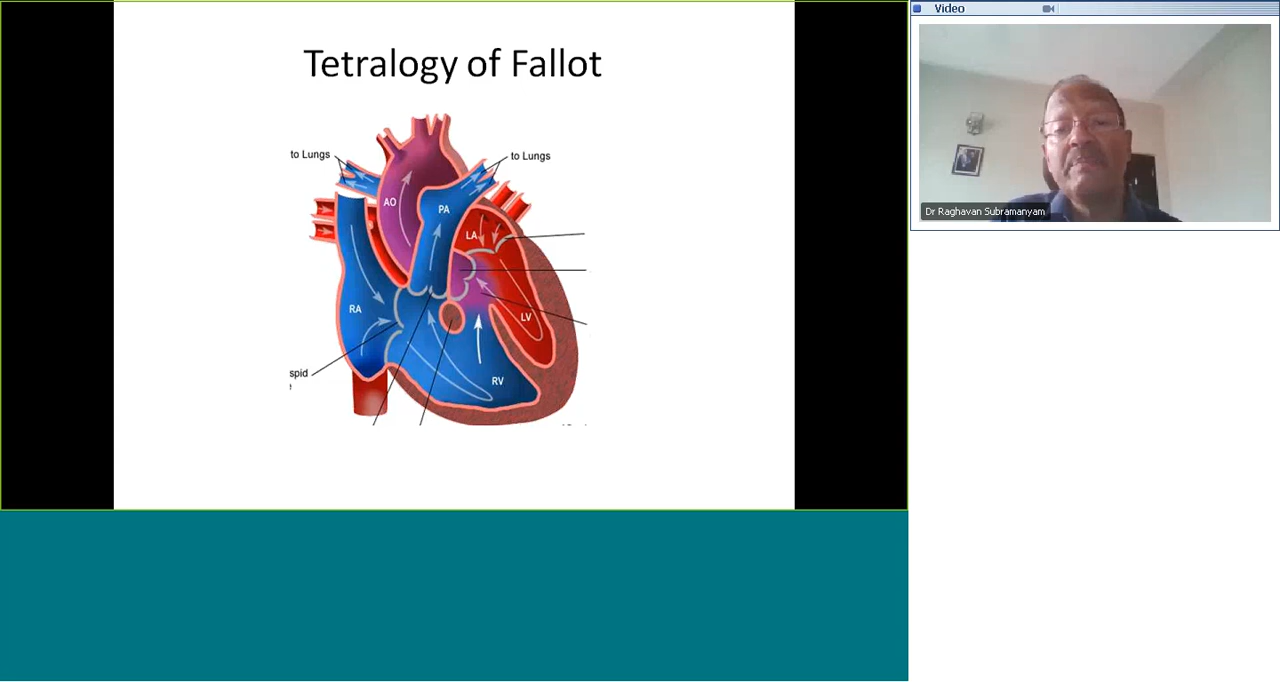 Tetralogy of Fallot
to Lungs
to Lungs
AO
PA
LA
RA
LV
spid
RV
Video
Dr Raghavan Subramanyam